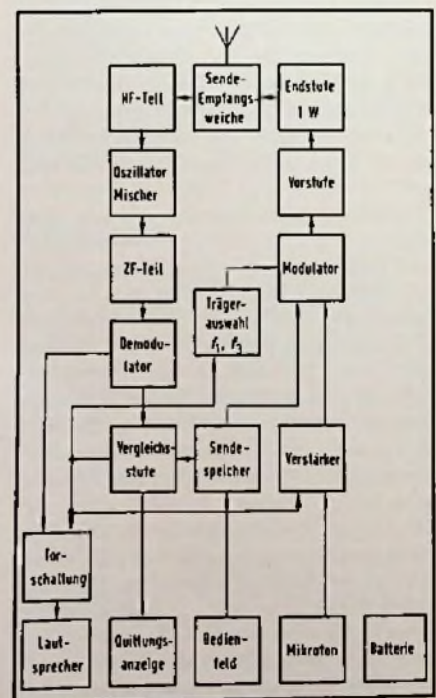 HF-Teil
Sende-
Empfangs-
weiche
Endstufe
1 W
Oszillator
Mischer
Vorstufe
ZF-Teil
Modulator
Träger-
auswahl
f1, f3
Demodu-
lator
Vergleichs-
stufe
Sende-
speicher
Verstärker
Tor-
schaltung
Laut-
sprecher
Quittungs-
anzeige
Bedien-
feld
Mikrofon
Batterie